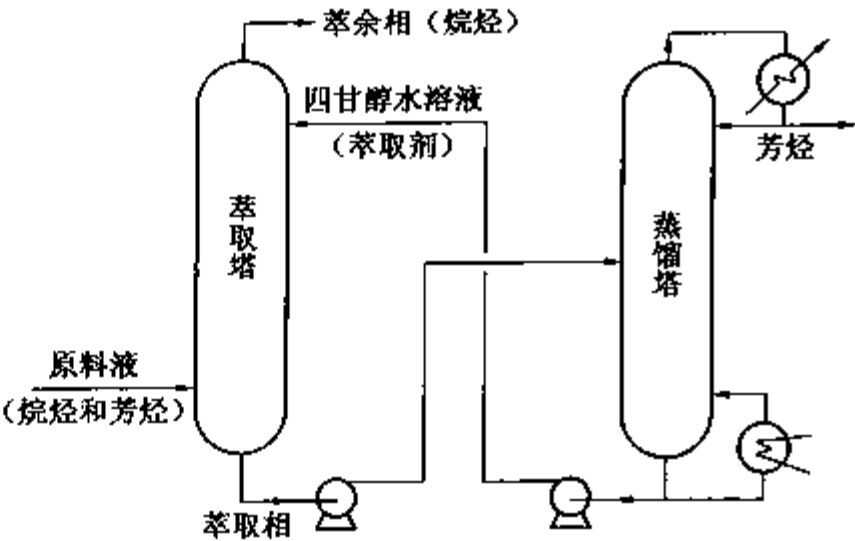 萃余相（烷烃）
四甘醇水溶液
（萃取剂）
芳烃
萃取塔
蒸馏塔
原料液
（烷烃和芳烃）
萃取相